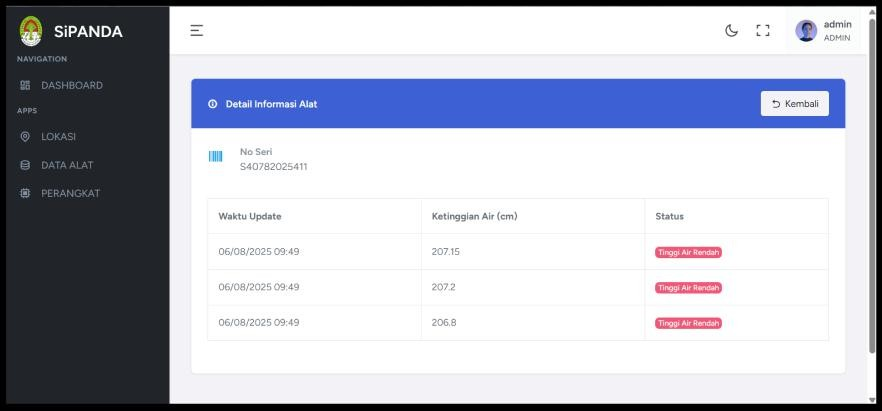 SiPANDA
NAVIGATION
DASHBOARD
APPS
LOKASI
DATA ALAT
PERANGKAT
admin
ADMIN
Detail Informasi Alat
Kembali
No Seri
S40782025411
Waktu Update Ketinggian Air (cm) Status
06/08/2025 09:49 207.15 Tinggi Air Rendah
06/08/2025 09:49 207.2 Tinggi Air Rendah
06/08/2025 09:49 206.8 Tinggi Air Rendah